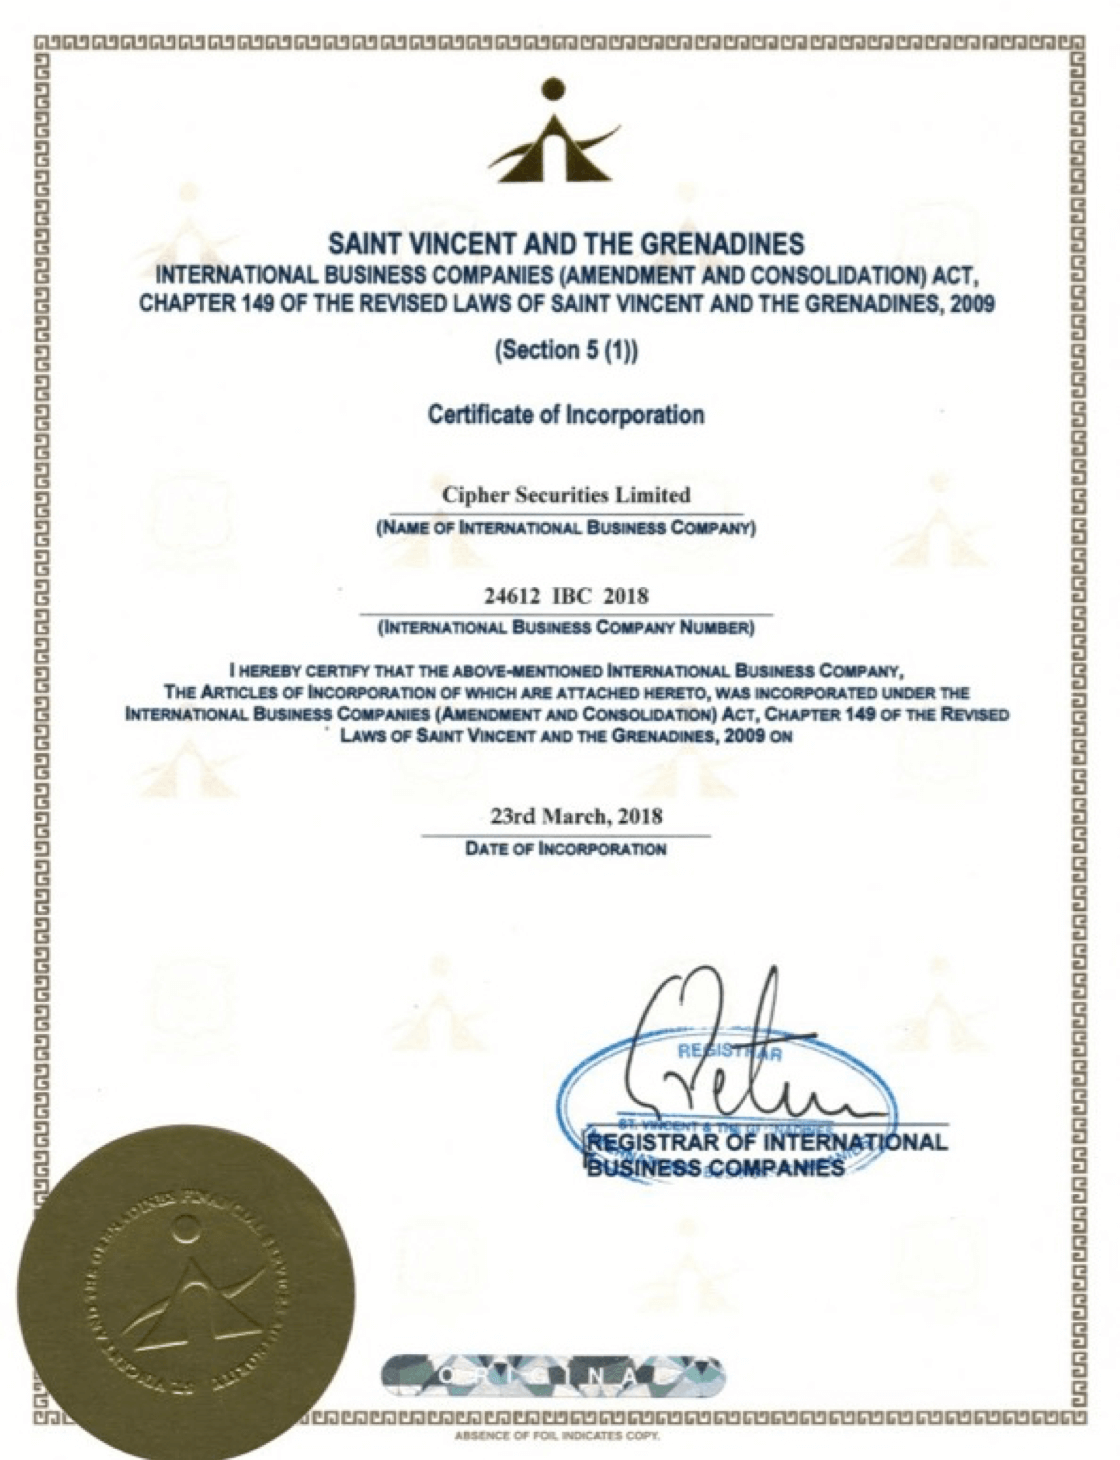 SAINT VINCENT AND THE GRENADINES
INTERNATIONAL BUSINESS COMPANIES (AMENDMENT AND CONSOLIDATION) ACT,
CHAPTER 149 OF THE REVISED LAWS OF SAINT VINCENT AND THE GRENADINES, 2009
(Section 5 (1))
Certificate of Incorporation
Cipher Securities Limited
(NAME OF INTERNATIONAL BUSINESS COMPANY)
24612 IBC 2018
(INTERNATIONAL BUSINESS COMPANY NUMBER)
I HEREBY CERTIFY THAT THE ABOVE-MENTIONED INTERNATIONAL BUSINESS COMPANY,
THE ARTICLES OF INCORPORATION OF WHICH ARE ATTACHED HERETO, WAS INCORPORATED UNDER THE
INTERNATIONAL BUSINESS COMPANIES (AMENDMENT AND CONSOLIDATION) ACT, CHAPTER 149 OF THE REVISED
LAWS OF SAINT VINCENT AND THE GRENADINES, 2009 ON
23rd March, 2018
DATE OF INCORPORATION
REGISTRAR
ST. VINCENT & THE GRENADINES
REGISTRAR OF INTERNATIONAL
BUSINESS COMPANIES
ST. VINCENT AND THE GRENADINES FINANCIAL SERVICES AUTHORITY
ORIGINAL
ABSENCE OF FOIL INDICATES COPY.